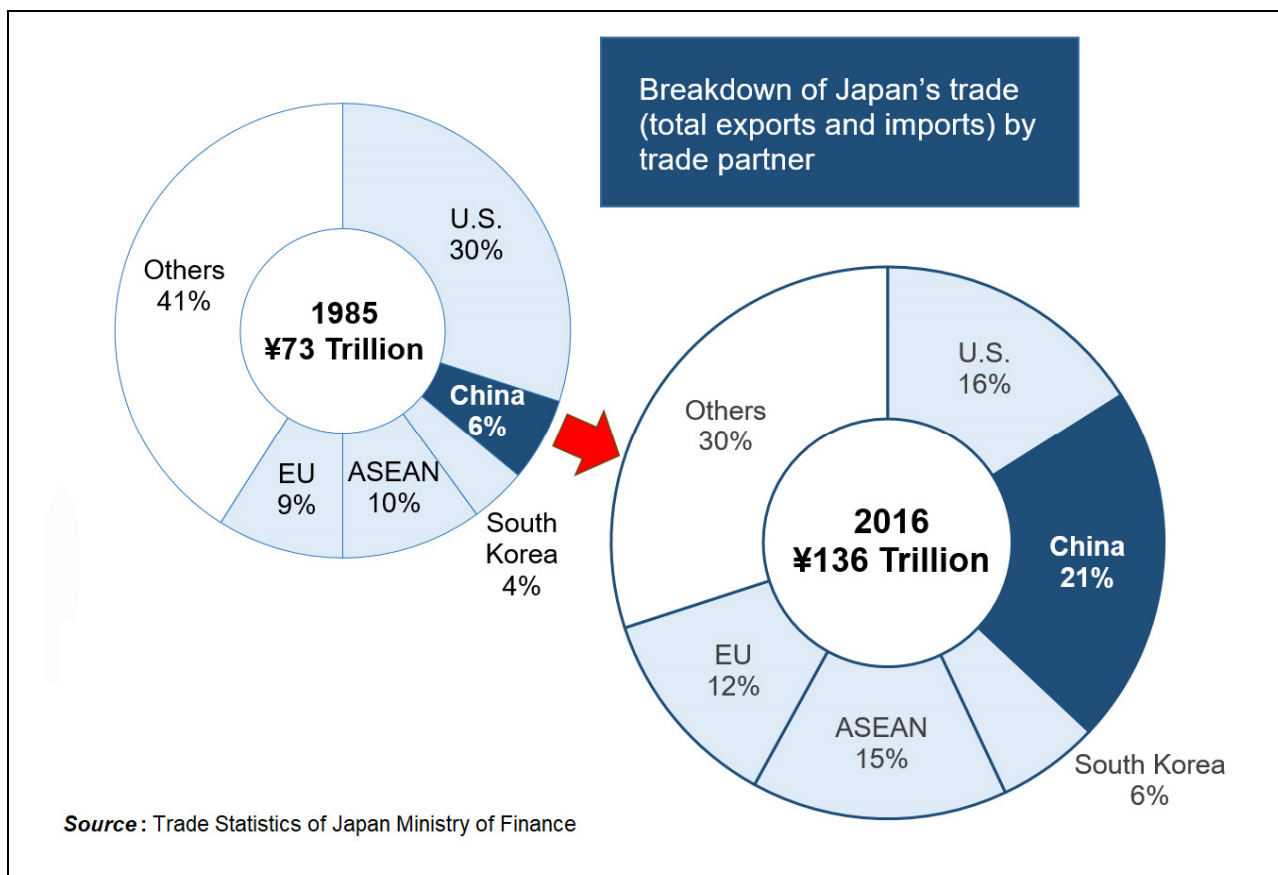 Breakdown of Japan's trade
(total exports and imports) by
trade partner
U.S.
30%
Others
41%
1985
¥73 Trillion
China
6%
EU
9%
ASEAN
10%
South
Korea
4%
U.S.
16%
Others
30%
2016
¥136 Trillion
China
21%
EU
12%
ASEAN
15%
South Korea
6%
Source: Trade Statistics of Japan Ministry of Finance